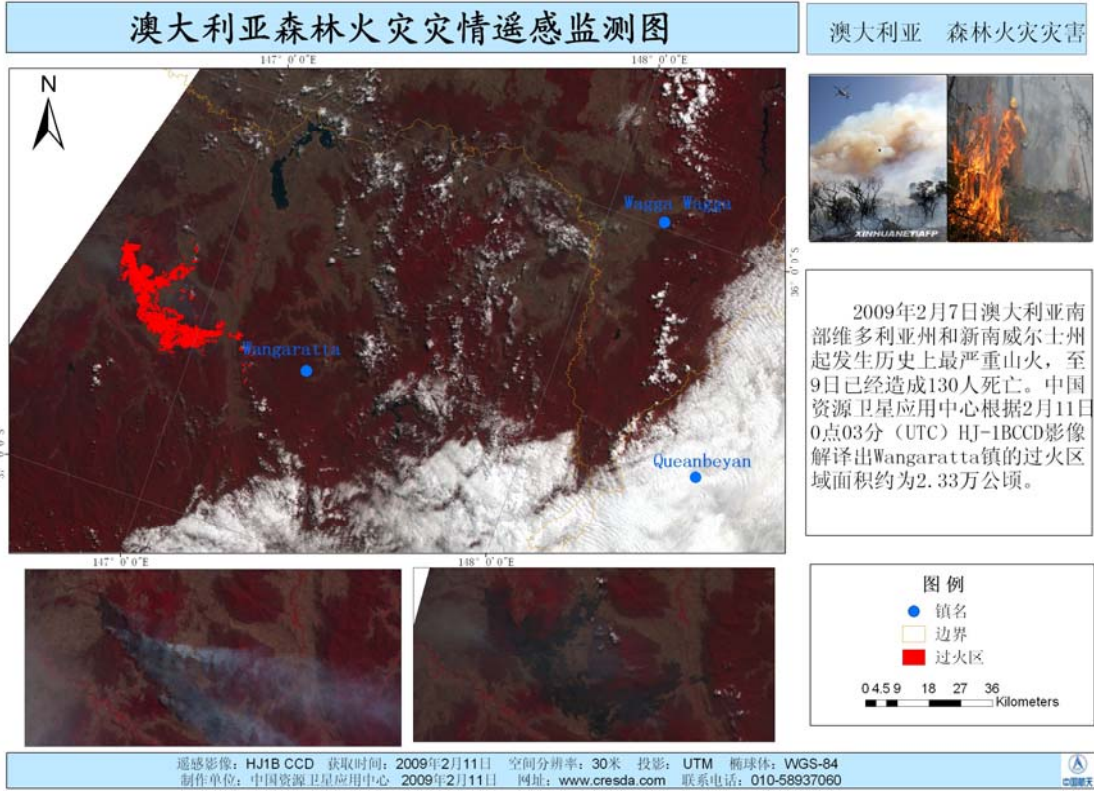 澳大利亚森林火灾灾情遥感监测图
澳大利亚 森林火灾灾害
147° 0′0″E
148° 0′0″E
N
Wagga Wagga
Wangaratta
Queanbeyan
36° 0′0″S
147° 0′0″E
148° 0′0″E
XINHUANET/AFP
2009年2月7日澳大利亚南
部维多利亚州和新南威尔士州
起发生历史上最严重山火，至
9日已经造成130人死亡。中国
资源卫星应用中心根据2月11日
0点03分（UTC）HJ-1BCCD影像
解译出Wangaratta镇的过火区
域面积约为2.33万公顷。
图例
镇名
边界
过火区
0 4.5 9 18 27 36
Kilometers
遥感影像：HJ1B CCD 获取时间：2009年2月11日 空间分辨率：30米 投影： UTM 椭球体：WGS-84
制作单位：中国资源卫星应用中心 2009年2月11日 网址：www.cresda.com 联系电话：010-58937060
中国航天